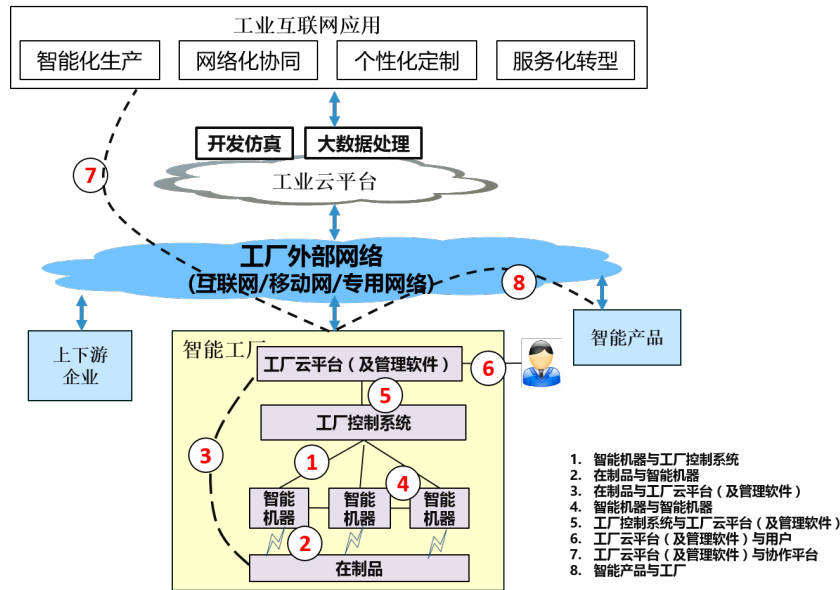 工业互联网应用
智能化生产
网络化协同
个性化定制
服务化转型
开发仿真
大数据处理
工业云平台
7
工厂外部网络
(互联网/移动网/专用网络)
8
上下游
企业
智能产品
智能工厂
工厂云平台（及管理软件）
6
5
工厂控制系统
3
1
4
智能
机器
智能
机器
智能
机器
2
在制品
1. 智能机器与工厂控制系统
2. 在制品与智能机器
3. 在制品与工厂云平台（及管理软件）
4. 智能机器与智能机器
5. 工厂控制系统与工厂云平台（及管理软件）
6. 工厂云平台（及管理软件）与用户
7. 工厂云平台（及管理软件）与协作平台
8. 智能产品与工厂